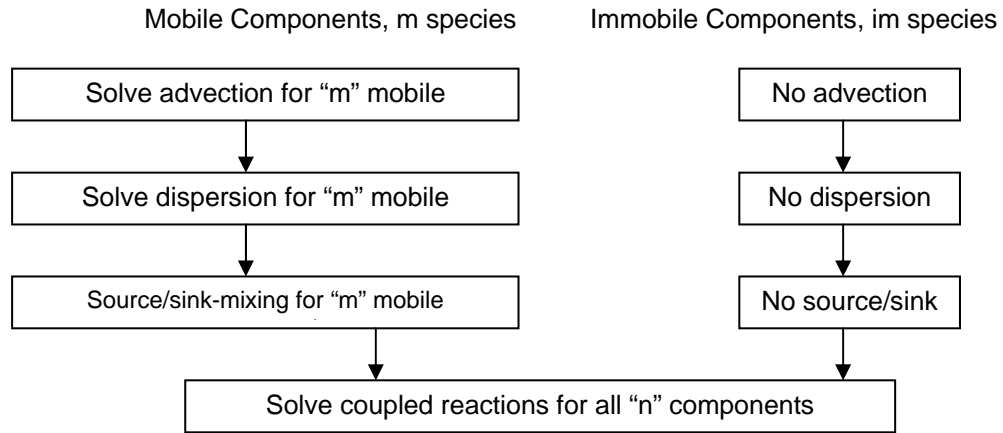 Mobile Components, m species
Immobile Components, im species
Solve advection for “m” mobile
No advection
Solve dispersion for “m” mobile
No dispersion
Source/sink-mixing for “m” mobile
No source/sink
Solve coupled reactions for all “n” components